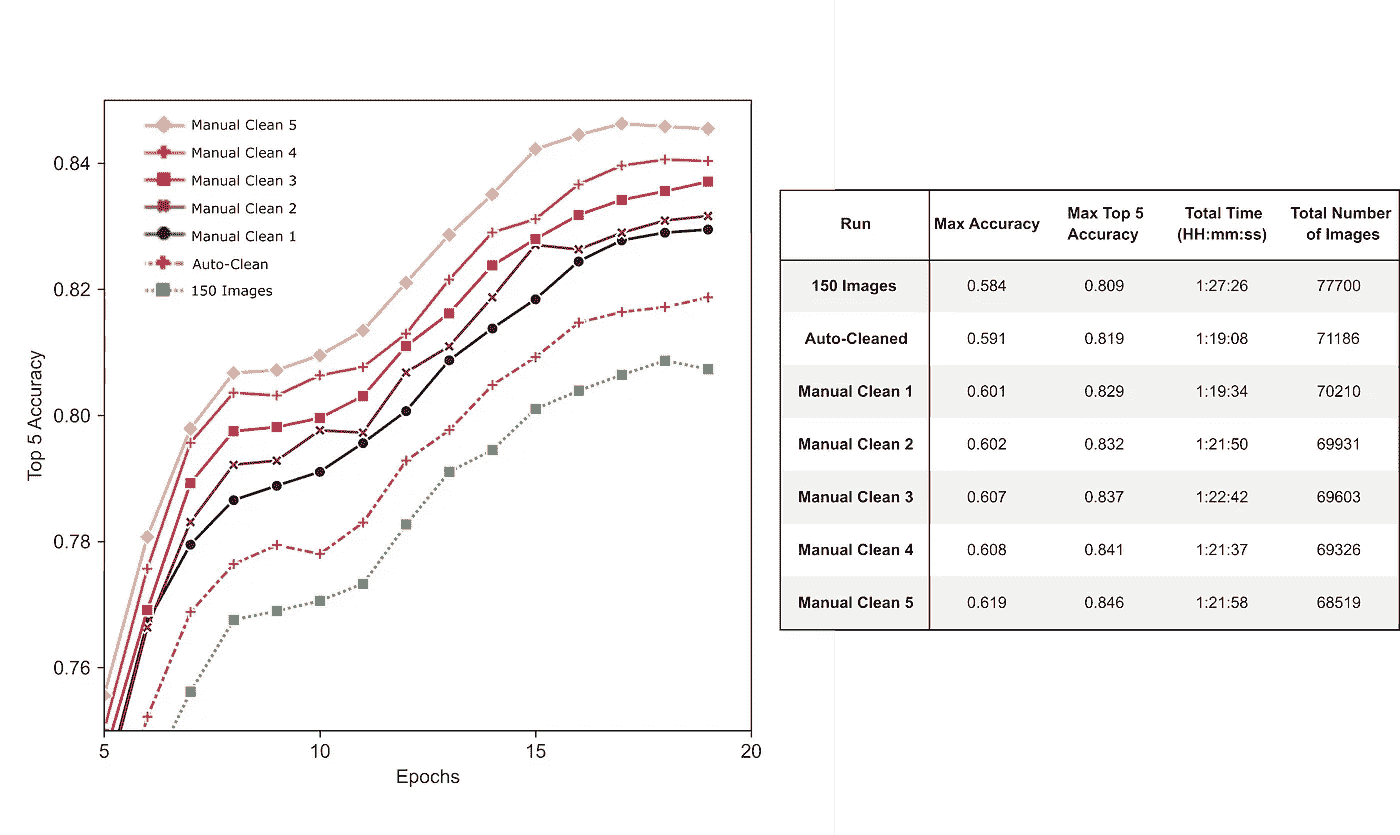 Manual Clean 5
Manual Clean 4
Manual Clean 3
Manual Clean 2
Manual Clean 1
Auto-Clean
150 Images
0.84
0.82
0.80
0.78
0.76
Top 5 Accuracy
5 10 15 20
Epochs
Run Max Accuracy Max Top 5 Accuracy Total Time (HH:mm:ss) Total Number of Images
150 Images 0.584 0.809 1:27:26 77700
Auto-Cleaned 0.591 0.819 1:19:08 71186
Manual Clean 1 0.601 0.829 1:19:34 70210
Manual Clean 2 0.602 0.832 1:21:50 69931
Manual Clean 3 0.607 0.837 1:22:42 69603
Manual Clean 4 0.608 0.841 1:21:37 69326
Manual Clean 5 0.619 0.846 1:21:58 68519